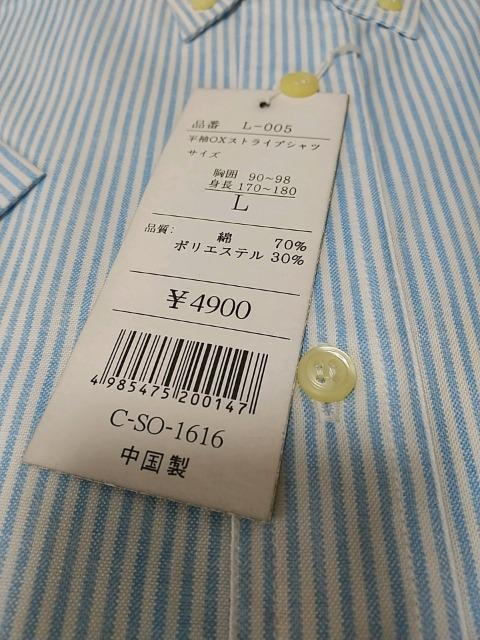 品番 L-005
半袖OXストライプシャツ
サイズ
胸囲 90~98
身長 170~180
L
品質: 綿 70%
ポリエステル 30%
¥4900
4985475200147
C-SO-1616
中国製